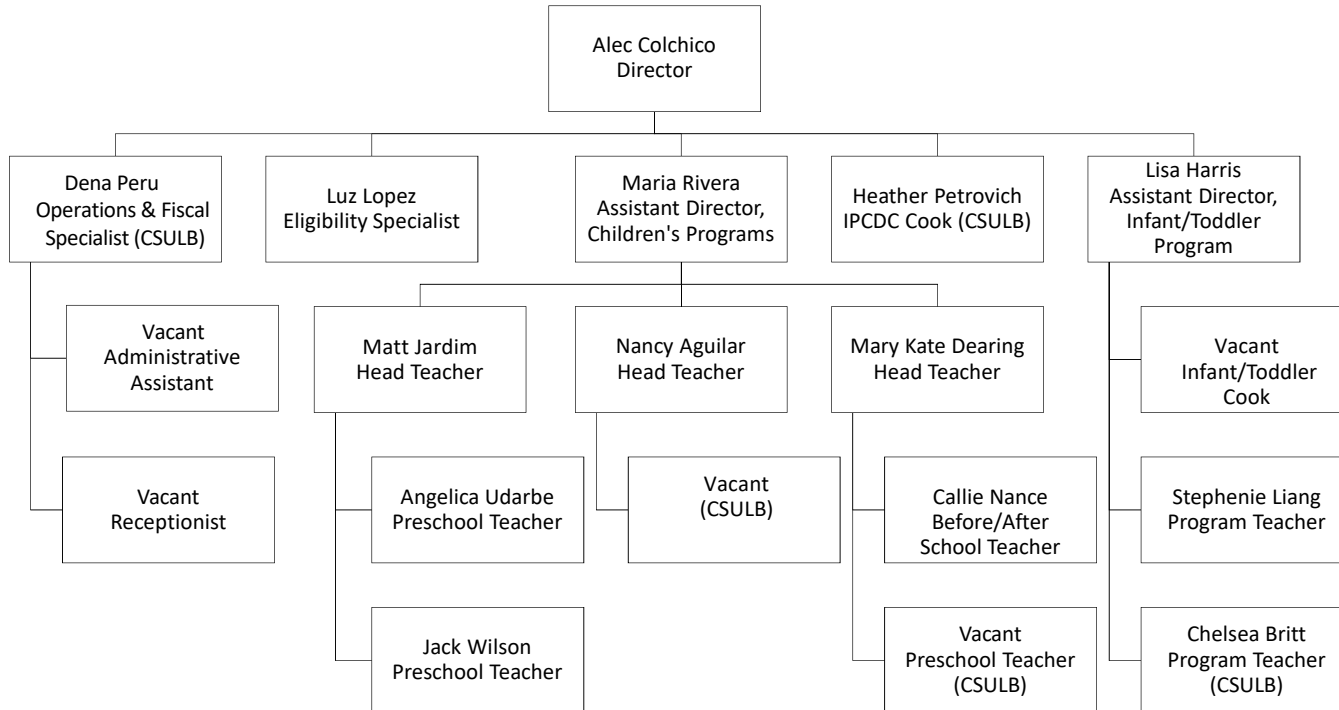 Alec Colchico
Director
Dena Peru
Operations & Fiscal
Specialist (CSULB)
Luz Lopez
Eligibility Specialist
Maria Rivera
Assistant Director,
Children's Programs
Heather Petrovich
IPCDC Cook (CSULB)
Lisa Harris
Assistant Director,
Infant/Toddler
Program
Vacant
Administrative
Assistant
Matt Jardim
Head Teacher
Nancy Aguilar
Head Teacher
Mary Kate Dearing
Head Teacher
Vacant
Infant/Toddler
Cook
Vacant
Receptionist
Angelica Udarbe
Preschool Teacher
Vacant
(CSULB)
Callie Nance
Before/After
School Teacher
Stephenie Liang
Program Teacher
Jack Wilson
Preschool Teacher
Vacant
Preschool Teacher
(CSULB)
Chelsea Britt
Program Teacher
(CSULB)